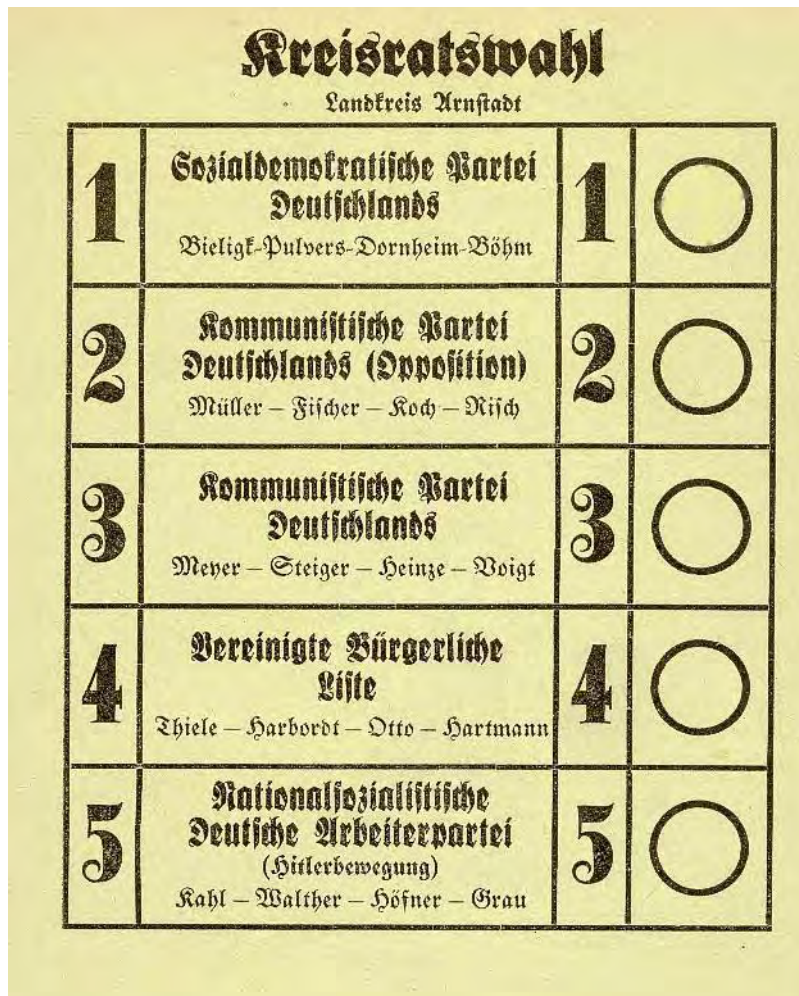 Kreisratswahl
Landkreis Arnstadt
1 Sozialdemokratische Partei 1
Deutschlands
Bieligk-Pulvers-Dornheim-Böhm
2 Kommunistische Partei 2
Deutschlands (Opposition)
Müller – Fischer – Koch – Risch
3 Kommunistische Partei 3
Deutschlands
Meyer – Steiger – Heinze – Voigt
4 Vereinigte Bürgerliche 4
Liste
Thiele – Harbordt – Otto – Hartmann
5 Nationalsozialistische 5
Deutsche Arbeiterpartei
(Hitlerbewegung)
Kahl – Walther – Höfner – Grau